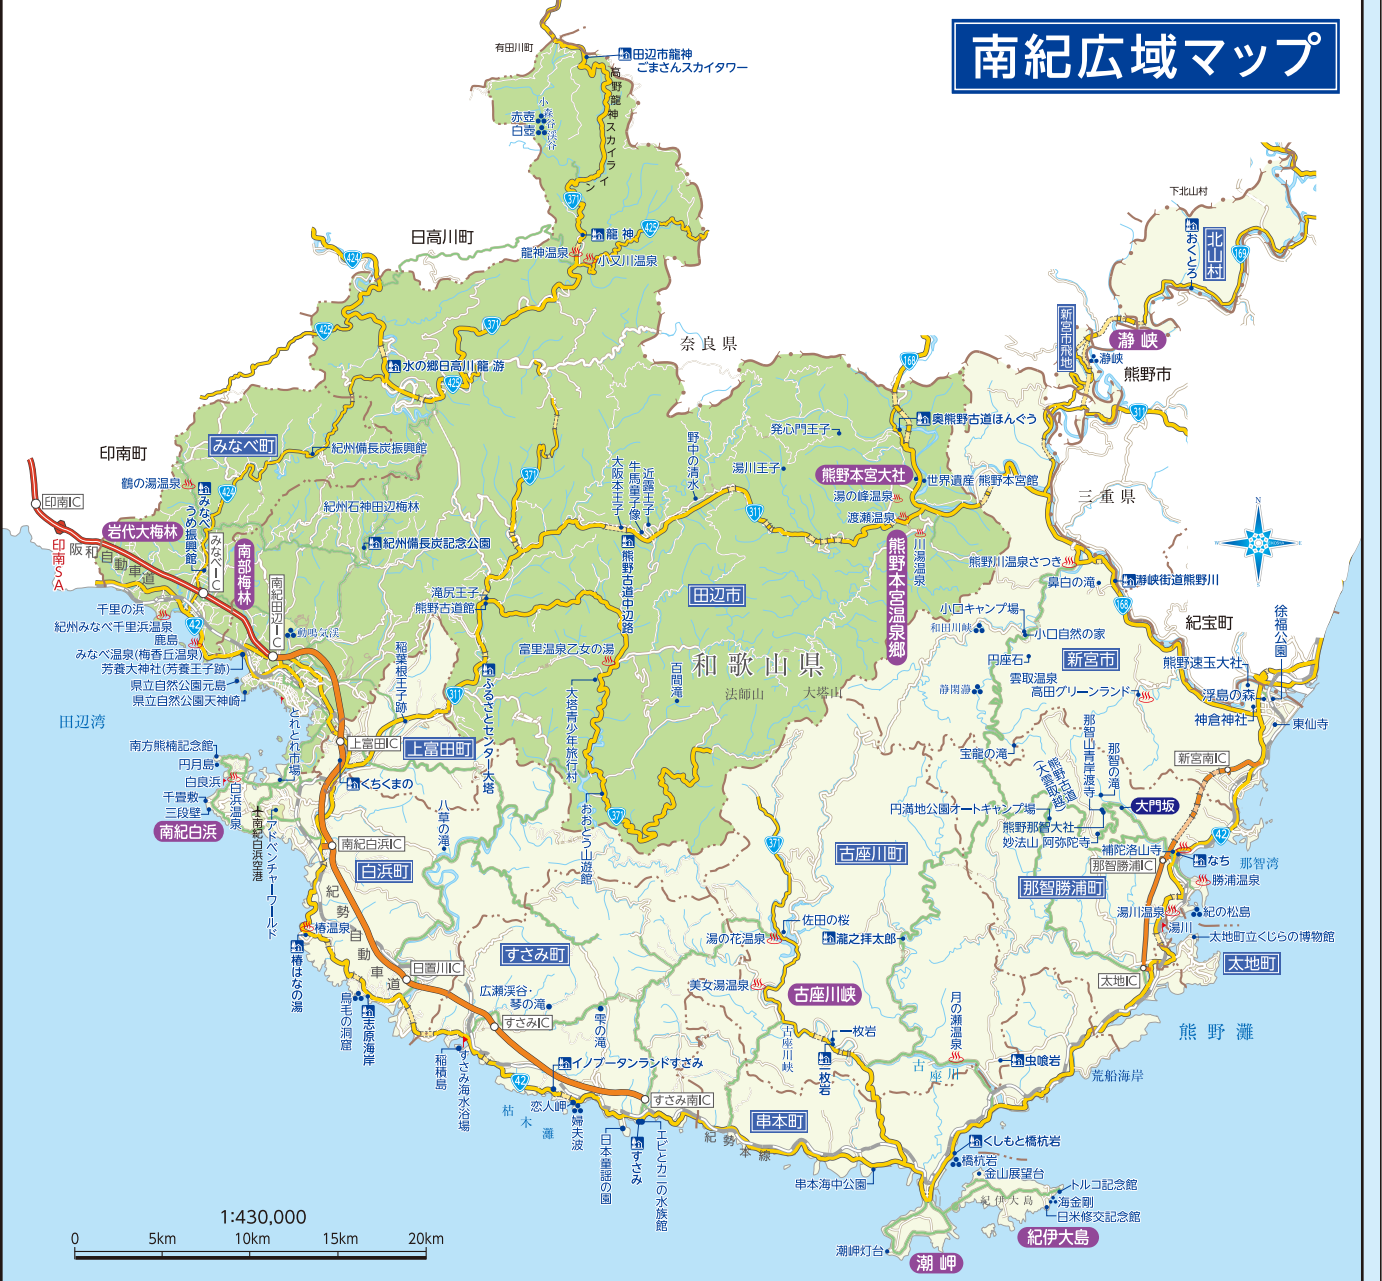 南紀広域マップ
有田川町
田辺市龍神
ごまさんスカイタワー
高野龍神スカイライン
小森谷渓谷
赤壺
白壺
371
龍神
425
龍神温泉
小又川温泉
日高川町
424
425
371
水の郷日高川 龍游
425
奈良県
下北山村
おくとろ
北山村
169
新宮市飛地
瀞峡
瀞峡
熊野市
311
168
奥熊野古道ほんぐう
発心門王子
熊野本宮大社
世界遺産 熊野本宮館
湯川王子
湯の峰温泉
渡瀬温泉
川湯温泉
熊野本宮温泉郷
三重県
N
印南町
みなべ町
紀州備長炭振興館
鶴の湯温泉
424
みなべうめ振興館
印南IC
岩代大梅林
印南SA
阪和自動車道
みなべIC
南部梅林
南紀田辺IC
紀州石神田辺梅林
紀州備長炭記念公園
371
野中の清水
近露王子
牛馬童子像
大阪本王子
311
熊野古道中辺路
滝尻王子
熊野古道館
田辺市
千里の浜
紀州みなべ千里浜温泉
42
鹿島
みなべ温泉(梅香丘温泉)
芳養大神社(芳養王子跡)
県立自然公園元島
県立自然公園天神崎
動鳴気渓
稲葉根王子跡
富里温泉乙女の湯
百間滝
和歌山県
法師山
大塔山
311
ふるさとセンター大塔
大塔青少年旅行村
熊野川温泉さつき
鼻白の滝
瀞峡街道熊野川
168
紀宝町
小口キャンプ場
和田川峡
小口自然の家
円座石
新宮市
雲取温泉
高田グリーンランド
静閑瀞
徐福公園
熊野速玉大社
浮島の森
神倉神社
東仙寺
田辺湾
とれとれ市場
上富田IC
上富田町
くちくまの
南方熊楠記念館
円月島
白良浜
白浜温泉
千畳敷
三段壁
南紀白浜
南紀白浜空港
アドベンチャーワールド
南紀白浜IC
白浜町
八草の滝
おおとう山遊館
371
371
宝龍の滝
那智山青岸渡寺
那智の滝
熊野古道
(大雲取越)
円満地公園オートキャンプ場
大門坂
熊野那智大社
妙法山 阿弥陀寺
補陀洛山寺
新宮南IC
42
那智勝浦IC
なち
那智湾
古座川町
那智勝浦町
勝浦温泉
湯川温泉
紀の松島
湯川
太地町立くじらの博物館
太地町
太地IC
椿温泉
椿はなの湯
紀勢自動車道
日置川IC
すさみ町
佐田の桜
湯の花温泉
瀧之拝太郎
美女湯温泉
古座川峡
広瀬渓谷・
琴の滝
雫の滝
すさみIC
鳥毛の洞窟
志原海岸
稲積島
すさみ海水浴場
イノブータンランドすさみ
42
恋人岬
婦夫波
枯木灘
すさみ南IC
日本童謡の園
すさみ
エビとカニの水族館
古座川峡
一枚岩
一枚岩
月の瀬温泉
古座川
虫喰岩
熊野灘
荒船海岸
紀勢本線
串本町
くしもと橋杭岩
橋杭岩
金山展望台
串本海中公園
紀伊大島
トルコ記念館
海金剛
日米修交記念館
紀伊大島
潮岬灯台
潮岬
1:430,000
0 5km 10km 15km 20km